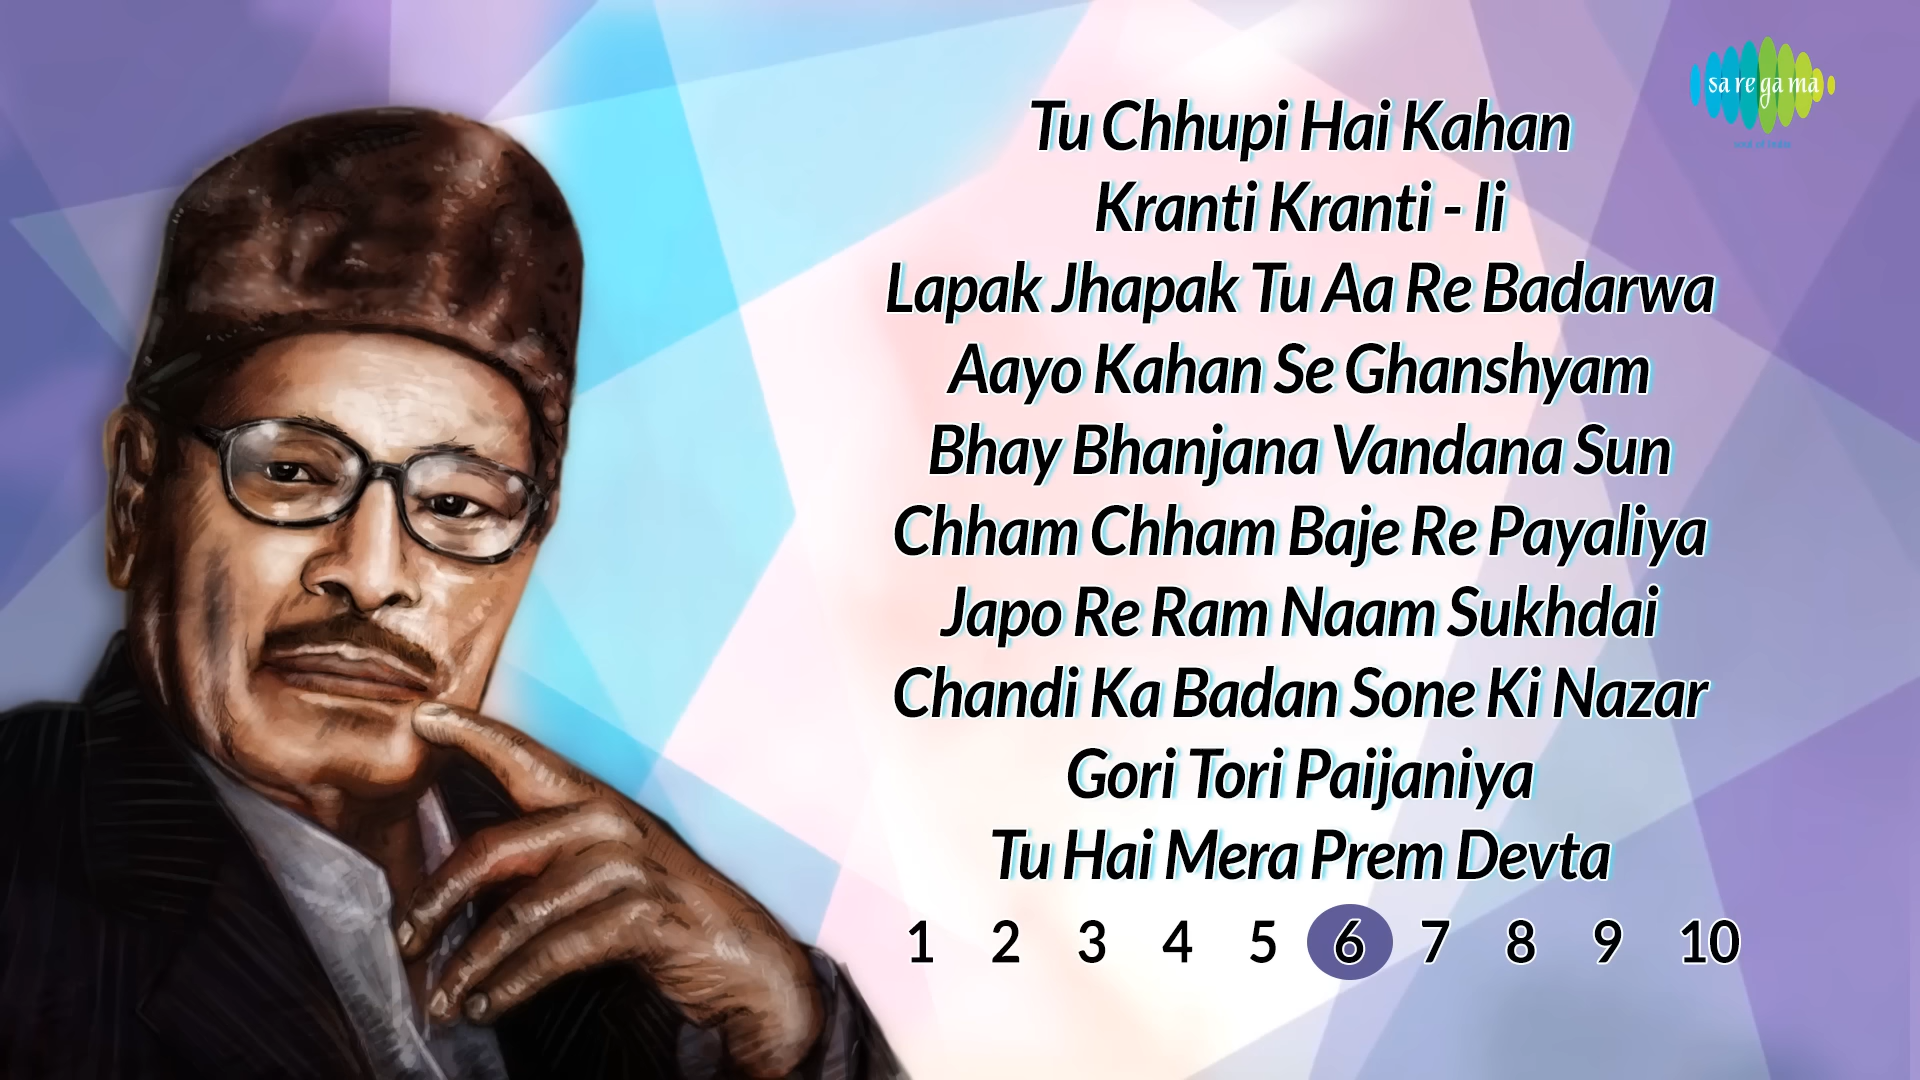 sa re ga ma
soul of india
Tu Chhupi Hai Kahan
Kranti Kranti - Ii
Lapak Jhapak Tu Aa Re Badarwa
Aayo Kahan Se Ghanshyam
Bhay Bhanjana Vandana Sun
Chham Chham Baje Re Payaliya
Japo Re Ram Naam Sukhdai
Chandi Ka Badan Sone Ki Nazar
Gori Tori Paijaniya
Tu Hai Mera Prem Devta
1 2 3 4 5 6 7 8 9 10